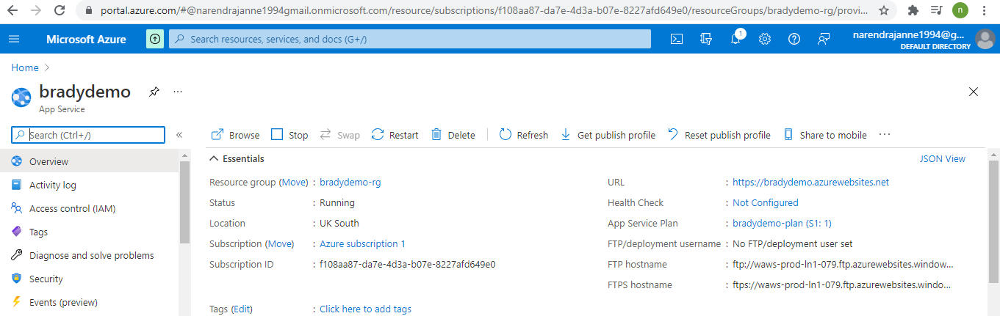 portal.azure.com/#@narendrajanne1994gmail.onmicrosoft.com/resource/subscriptions/f108aa87-da7e-4d3a-b07e-8227afd649e0/resourceGroups/bradydemo-rg/provi... n
Microsoft Azure Search resources, services, and docs (G+/) 1 narendrajanne1994@g...
DEFAULT DIRECTORY
Home >
bradydemo ...
App Service
Search (Ctrl+/) « Browse Stop Swap Restart Delete Refresh Get publish profile Reset publish profile Share to mobile ...
Overview
Activity log
Access control (IAM)
Tags
Diagnose and solve problems
Security
Events (preview)
Essentials JSON View
Resource group (Move) : bradydemo-rg
Status : Running
Location : UK South
Subscription (Move) : Azure subscription 1
Subscription ID : f108aa87-da7e-4d3a-b07e-8227afd649e0
Tags (Edit) : Click here to add tags
URL : https://bradydemo.azurewebsites.net
Health Check : Not Configured
App Service Plan : bradydemo-plan (S1: 1)
FTP/deployment username : No FTP/deployment user set
FTP hostname : ftp://waws-prod-ln1-079.ftp.azurewebsites.window...
FTPS hostname : ftps://waws-prod-ln1-079.ftp.azurewebsites.windo...